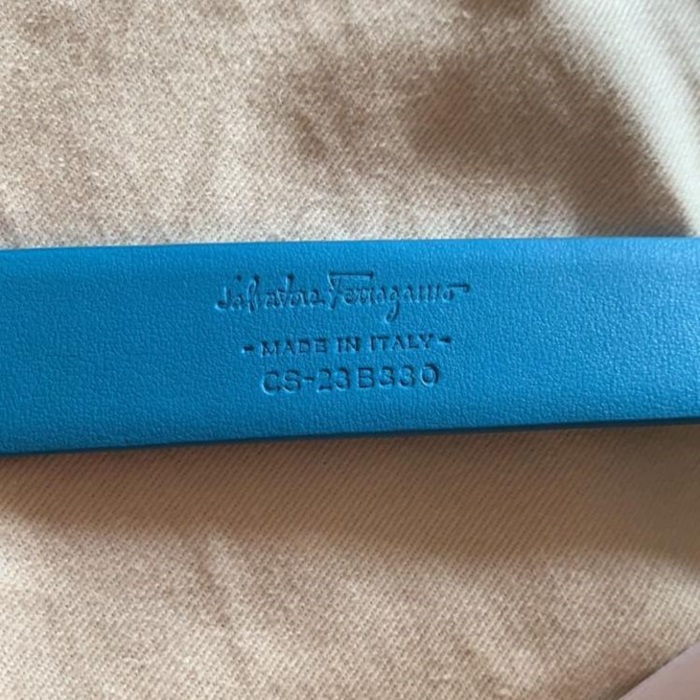 Salvatore Ferragamo
- MADE IN ITALY -
CS-23B330